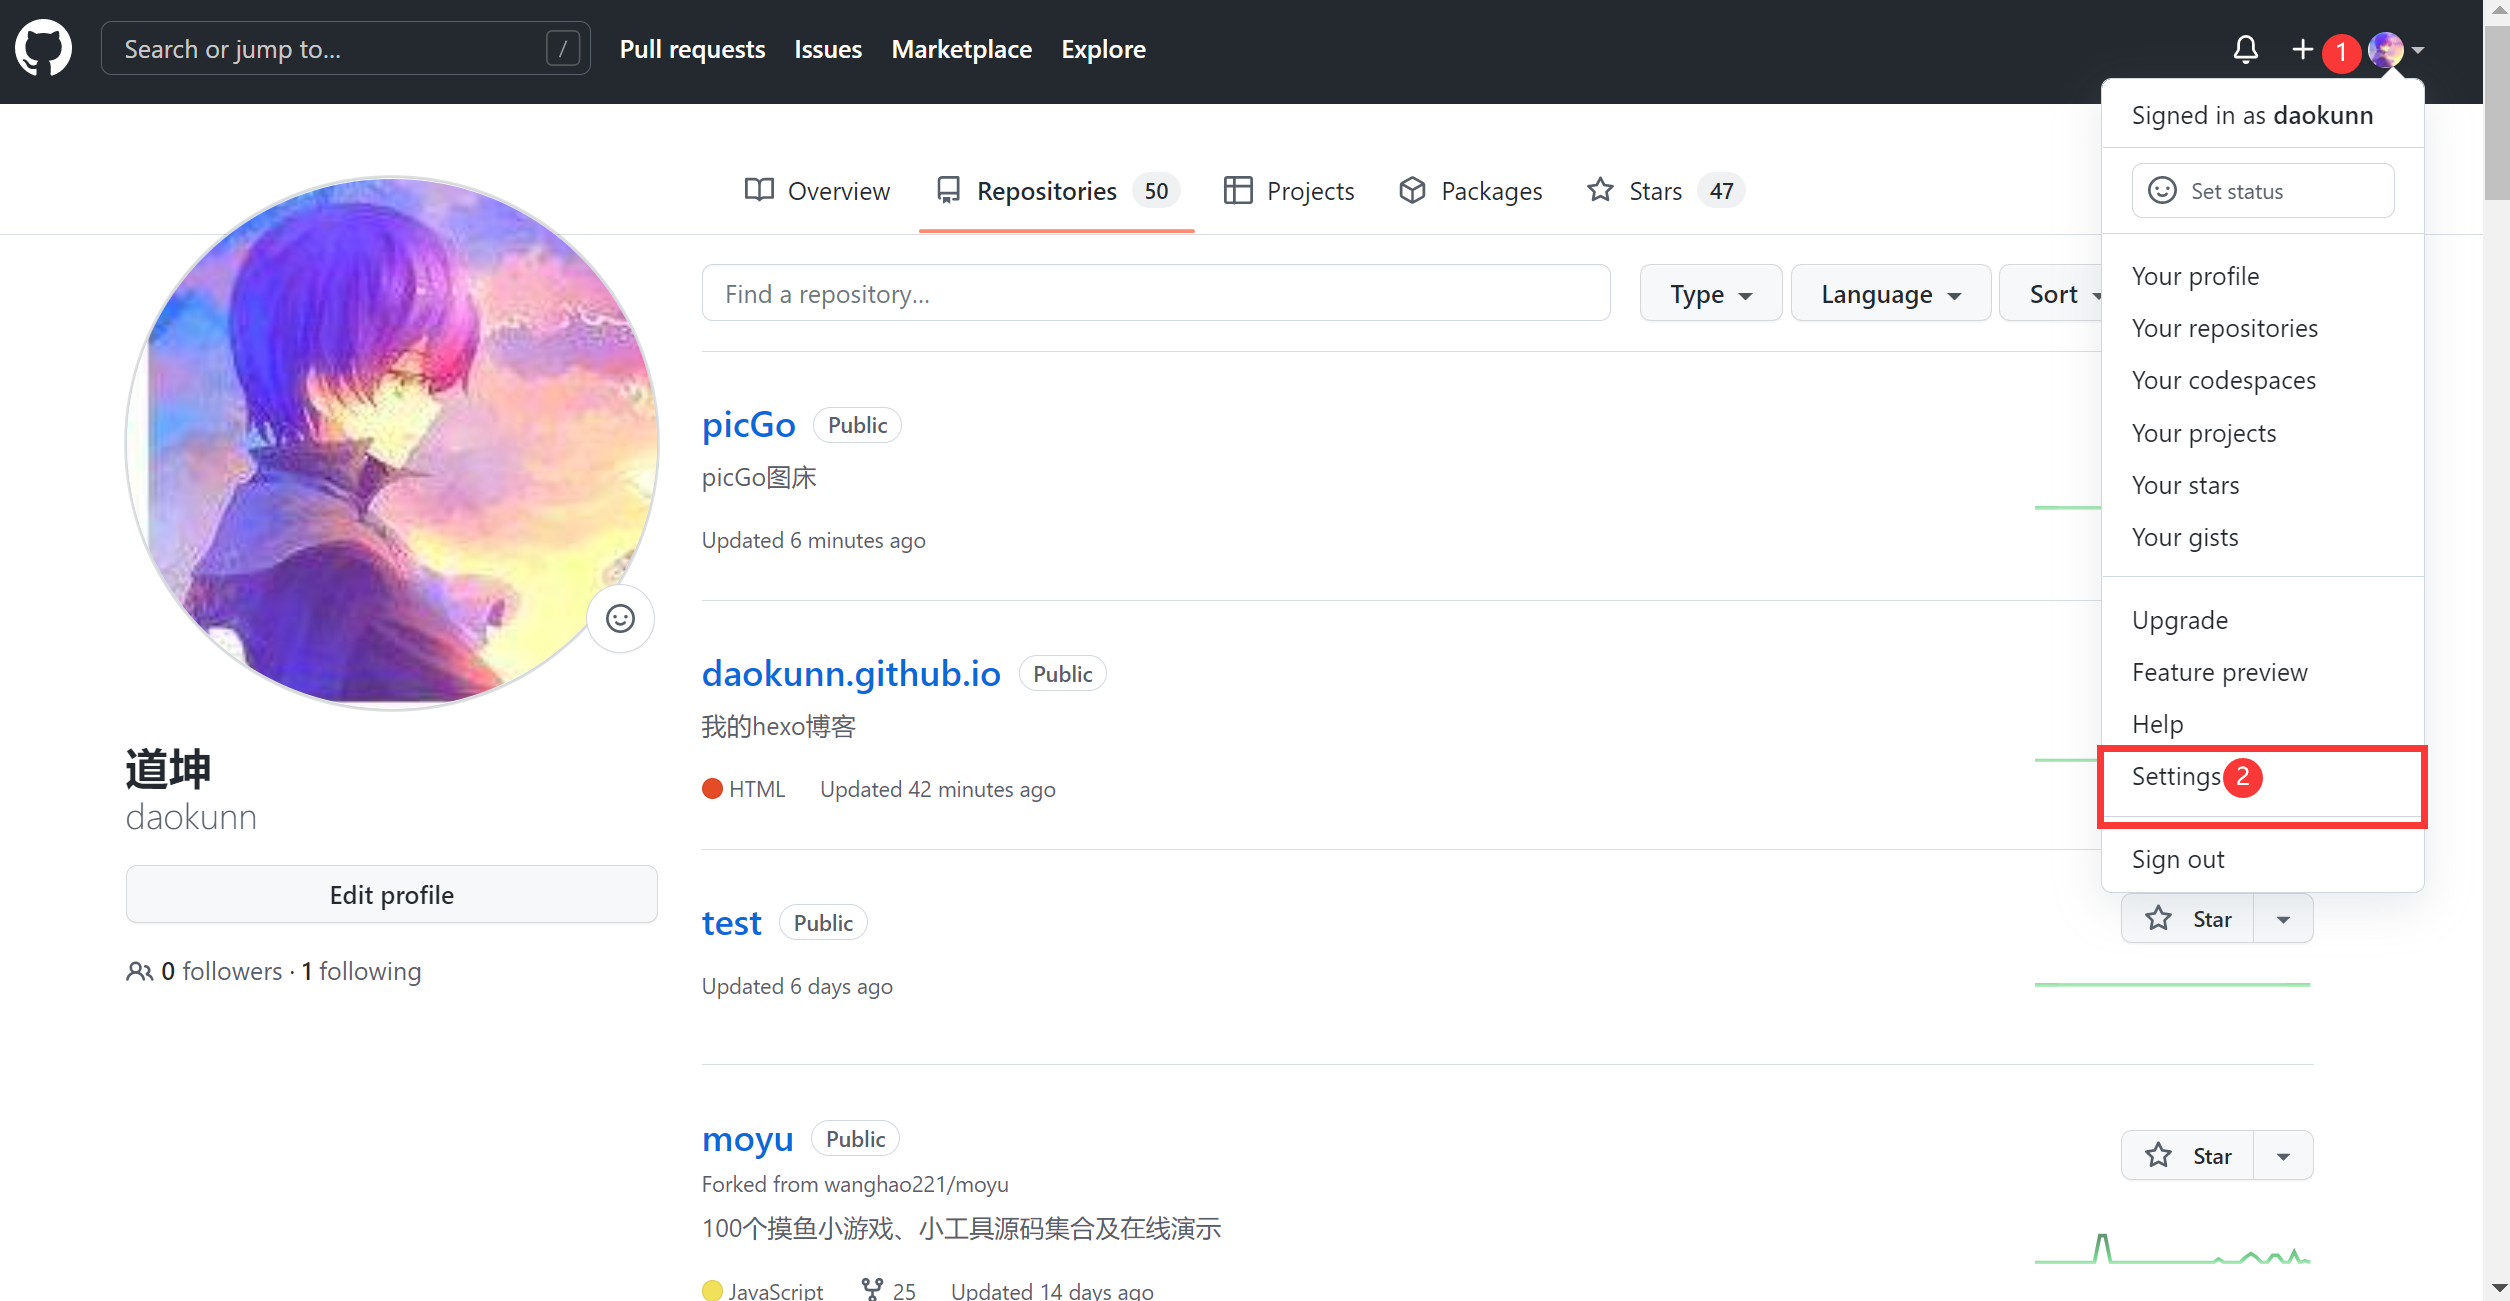 Search or jump to...
/
Pull requests
Issues
Marketplace
Explore
1
Signed in as daokunn
Set status
Your profile
Your repositories
Your codespaces
Your projects
Your stars
Your gists
Upgrade
Feature preview
Help
Settings 2
Sign out
Overview
Repositories 50
Projects
Packages
Stars 47
Find a repository...
Type
Language
Sort
道坤
daokunn
Edit profile
0 followers · 1 following
picGo Public
picGo图床
Updated 6 minutes ago
daokunn.github.io Public
我的hexo博客
HTML Updated 42 minutes ago
test Public
Star
Updated 6 days ago
moyu Public
Star
Forked from wanghao221/moyu
100个摸鱼小游戏、小工具源码集合及在线演示
JavaScript 25 Updated 14 days ago